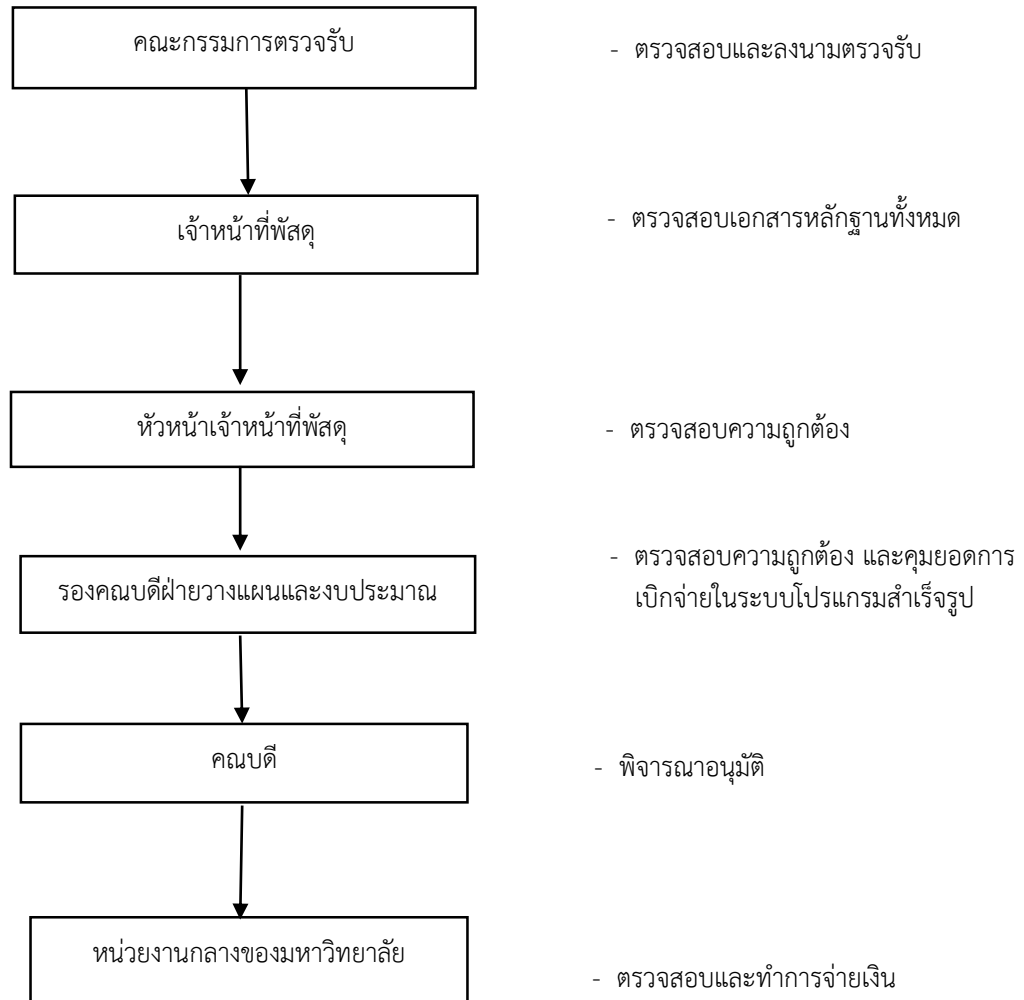 คณะกรรมการตรวจรับ
- ตรวจสอบและลงนามตรวจรับ
เจ้าหน้าที่พัสดุ
- ตรวจสอบเอกสารหลักฐานทั้งหมด
หัวหน้าเจ้าหน้าที่พัสดุ
- ตรวจสอบความถูกต้อง
รองคณบดีฝ่ายวางแผนและงบประมาณ
- ตรวจสอบความถูกต้อง และคุมยอดการ
เบิกจ่ายในระบบโปรแกรมสำเร็จรูป
คณบดี
- พิจารณาอนุมัติ
หน่วยงานกลางของมหาวิทยาลัย
- ตรวจสอบและทำการจ่ายเงิน